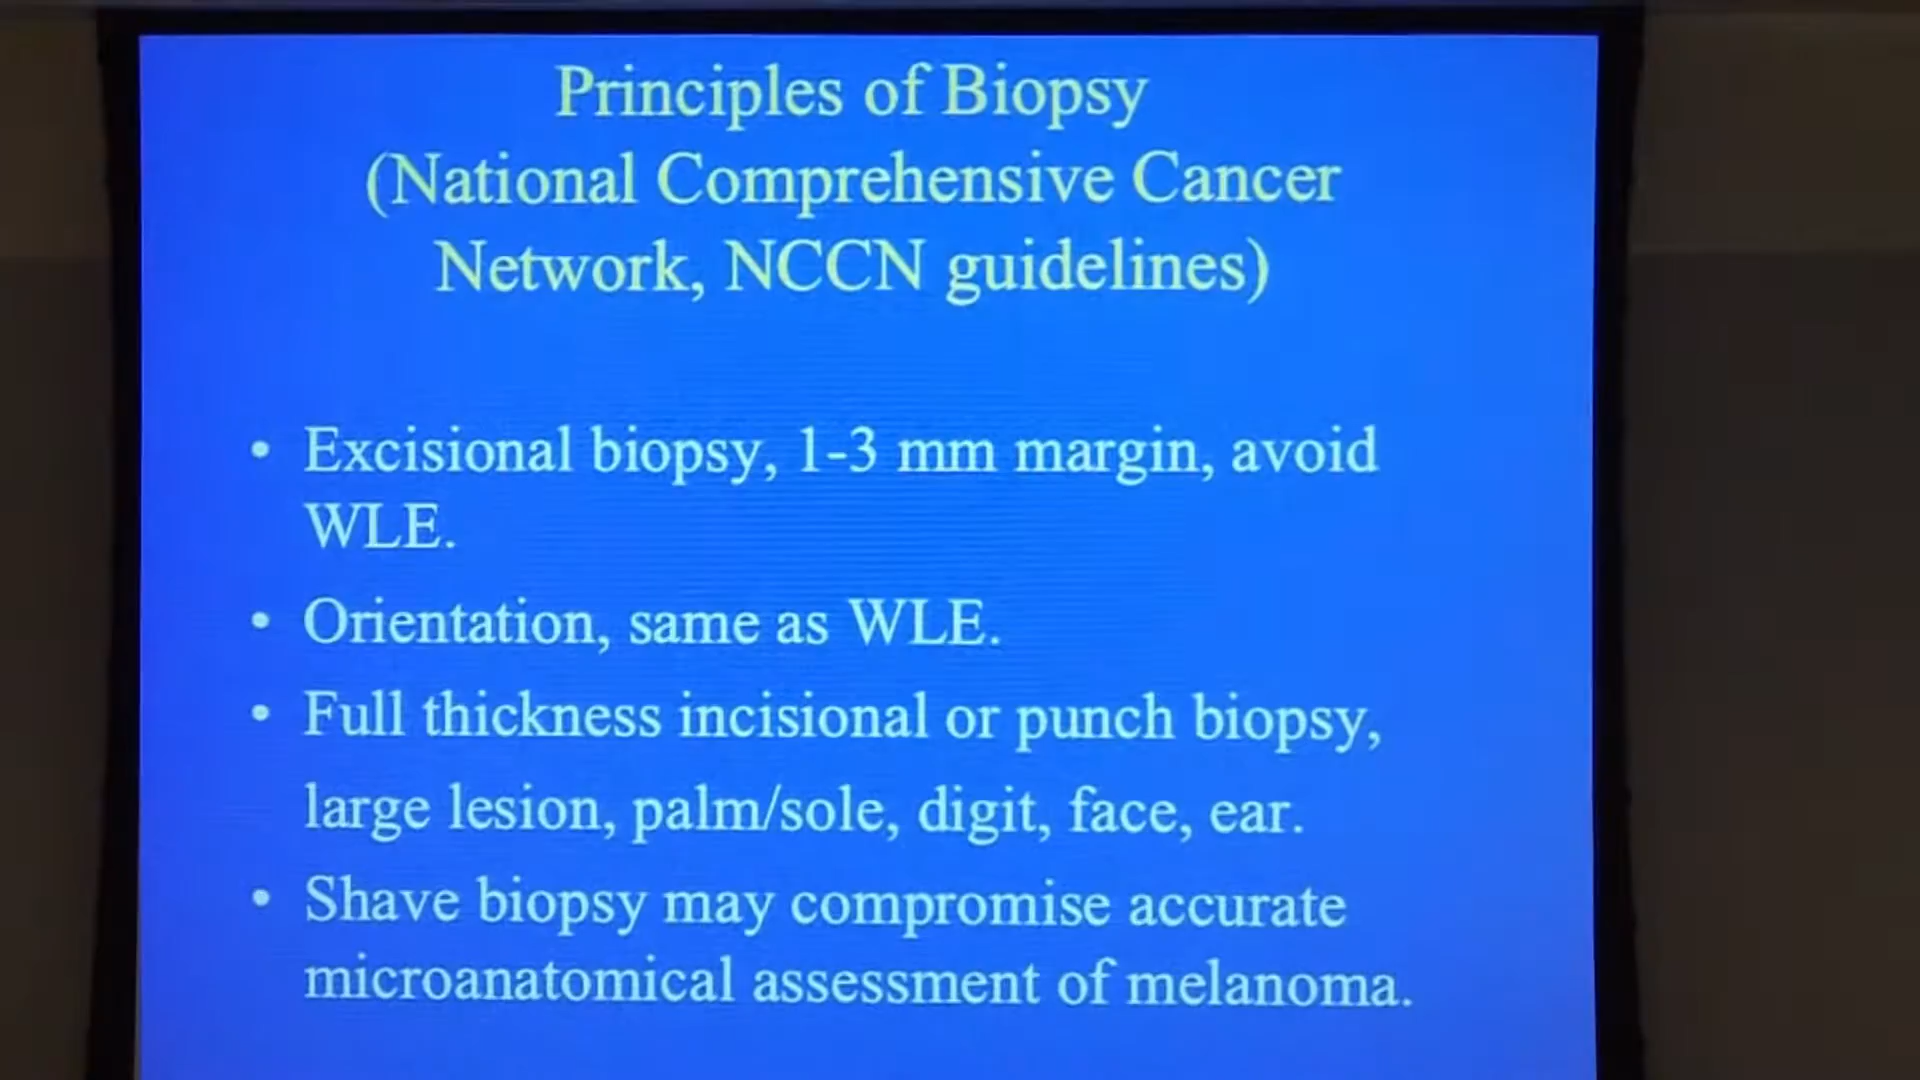 Principles of Biopsy
(National Comprehensive Cancer
Network, NCCN guidelines)
• Excisional biopsy, 1-3 mm margin, avoid
WLE.
• Orientation, same as WLE.
• Full thickness incisional or punch biopsy,
large lesion, palm/sole, digit, face, ear.
• Shave biopsy may compromise accurate
microanatomical assessment of melanoma.